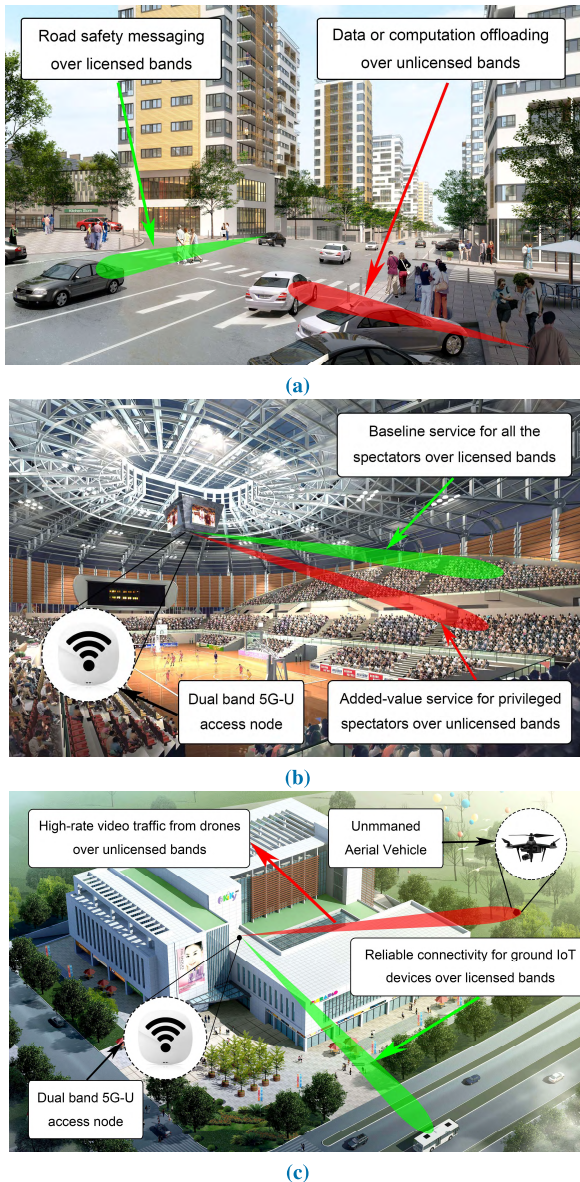 Road safety messaging
over licensed bands
Data or computation offloading
over unlicensed bands
(a)
Baseline service for all the
spectators over licensed bands
Dual band 5G-U
access node
Added-value service for privileged
spectators over unlicensed bands
(b)
High-rate video traffic from drones
over unlicensed bands
Unmmaned
Aerial Vehicle
Reliable connectivity for ground IoT
devices over licensed bands
Dual band 5G-U
access node
(c)